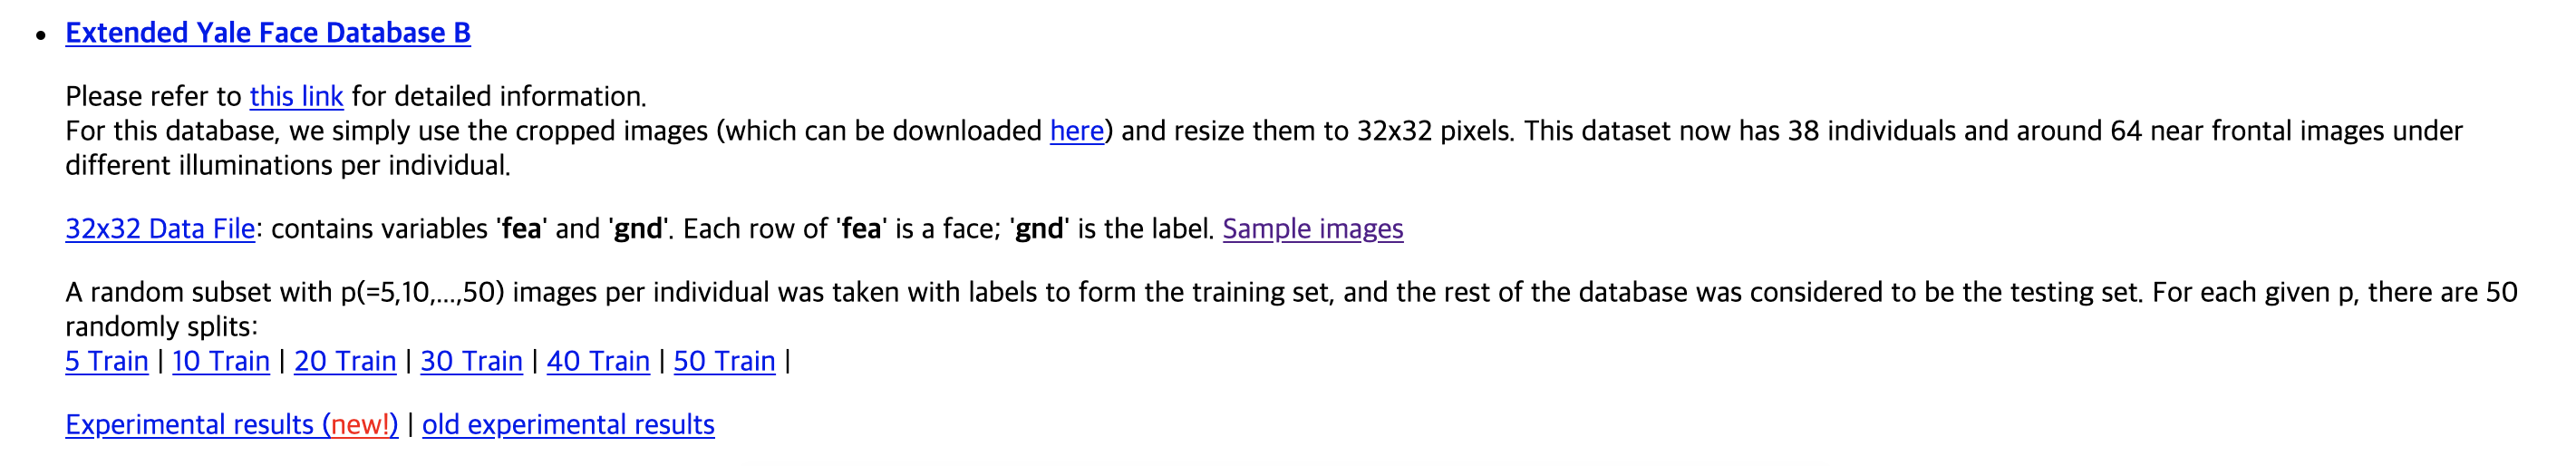 • Extended Yale Face Database B
Please refer to this link for detailed information.
For this database, we simply use the cropped images (which can be downloaded here) and resize them to 32x32 pixels. This dataset now has 38 individuals and around 64 near frontal images under
different illuminations per individual.
32x32 Data File: contains variables 'fea' and 'gnd'. Each row of 'fea' is a face; 'gnd' is the label. Sample images
A random subset with p(=5,10,...,50) images per individual was taken with labels to form the training set, and the rest of the database was considered to be the testing set. For each given p, there are 50
randomly splits:
5 Train | 10 Train | 20 Train | 30 Train | 40 Train | 50 Train |
Experimental results (new!) | old experimental results